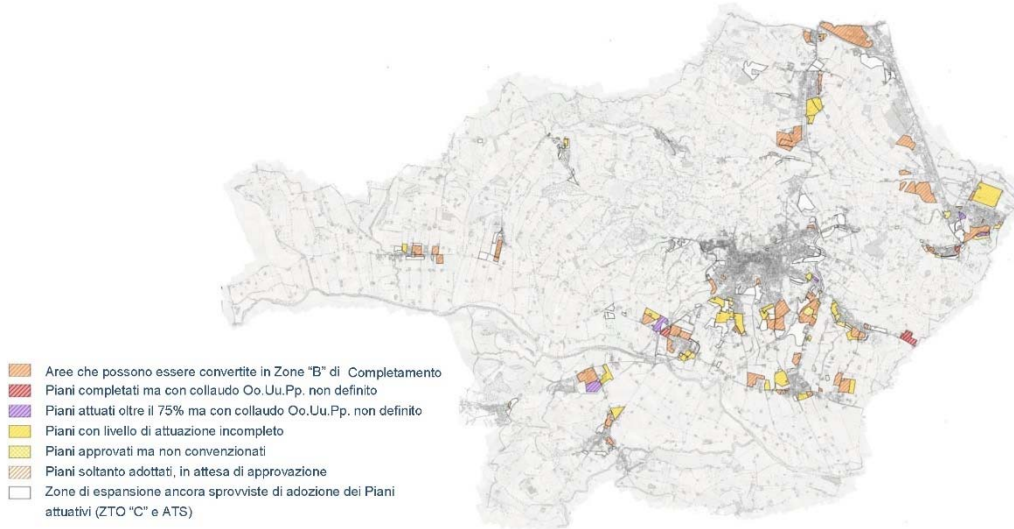 Aree che possono essere convertite in Zone "B" di Completamento
Piani completati ma con collaudo Oo.Uu.Pp. non definito
Piani attuati oltre il 75% ma con collaudo Oo.Uu.Pp. non definito
Piani con livello di attuazione incompleto
Piani approvati ma non convenzionati
Piani soltanto adottati, in attesa di approvazione
Zone di espansione ancora sprovviste di adozione dei Piani
attuativi (ZTO "C" e ATS)